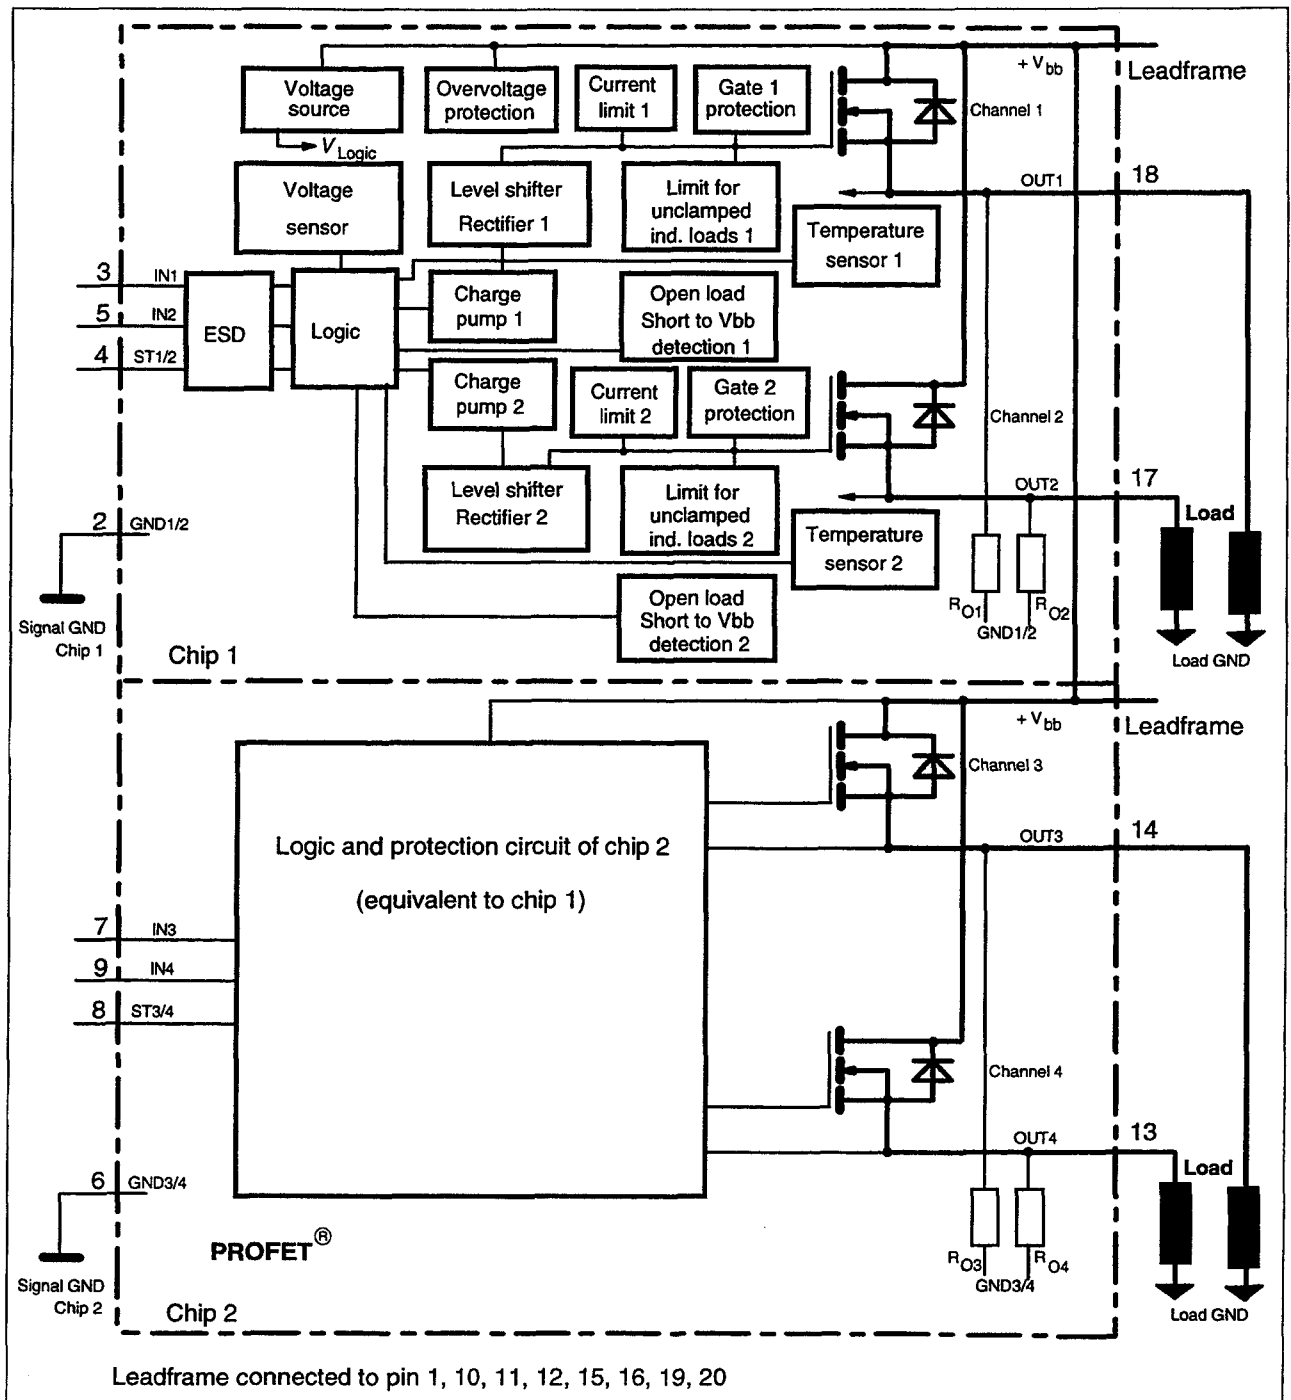 + Vbb
Leadframe
Voltage
source
Overvoltage
protection
Current
limit 1
Gate 1
protection
Channel 1
VLogic
Voltage
sensor
Level shifter
Rectifier 1
Limit for
unclamped
ind. loads 1
OUT1
18
Temperature
sensor 1
3
IN1
5
IN2
4
ST1/2
ESD
Logic
Charge
pump 1
Open load
Short to Vbb
detection 1
Charge
pump 2
Current
limit 2
Gate 2
protection
Channel 2
Level shifter
Rectifier 2
Limit for
unclamped
ind. loads 2
OUT2
17
Load
2
GND1/2
Temperature
sensor 2
RO1
RO2
GND1/2
Open load
Short to Vbb
detection 2
Signal GND
Chip 1
Chip 1
Load GND
+ Vbb
Leadframe
Channel 3
Logic and protection circuit of chip 2
(equivalent to chip 1)
OUT3
14
7
IN3
9
IN4
8
ST3/4
Channel 4
OUT4
13
Load
6
GND3/4
PROFET®
RO3
RO4
GND3/4
Signal GND
Chip 2
Chip 2
Load GND
Leadframe connected to pin 1, 10, 11, 12, 15, 16, 19, 20